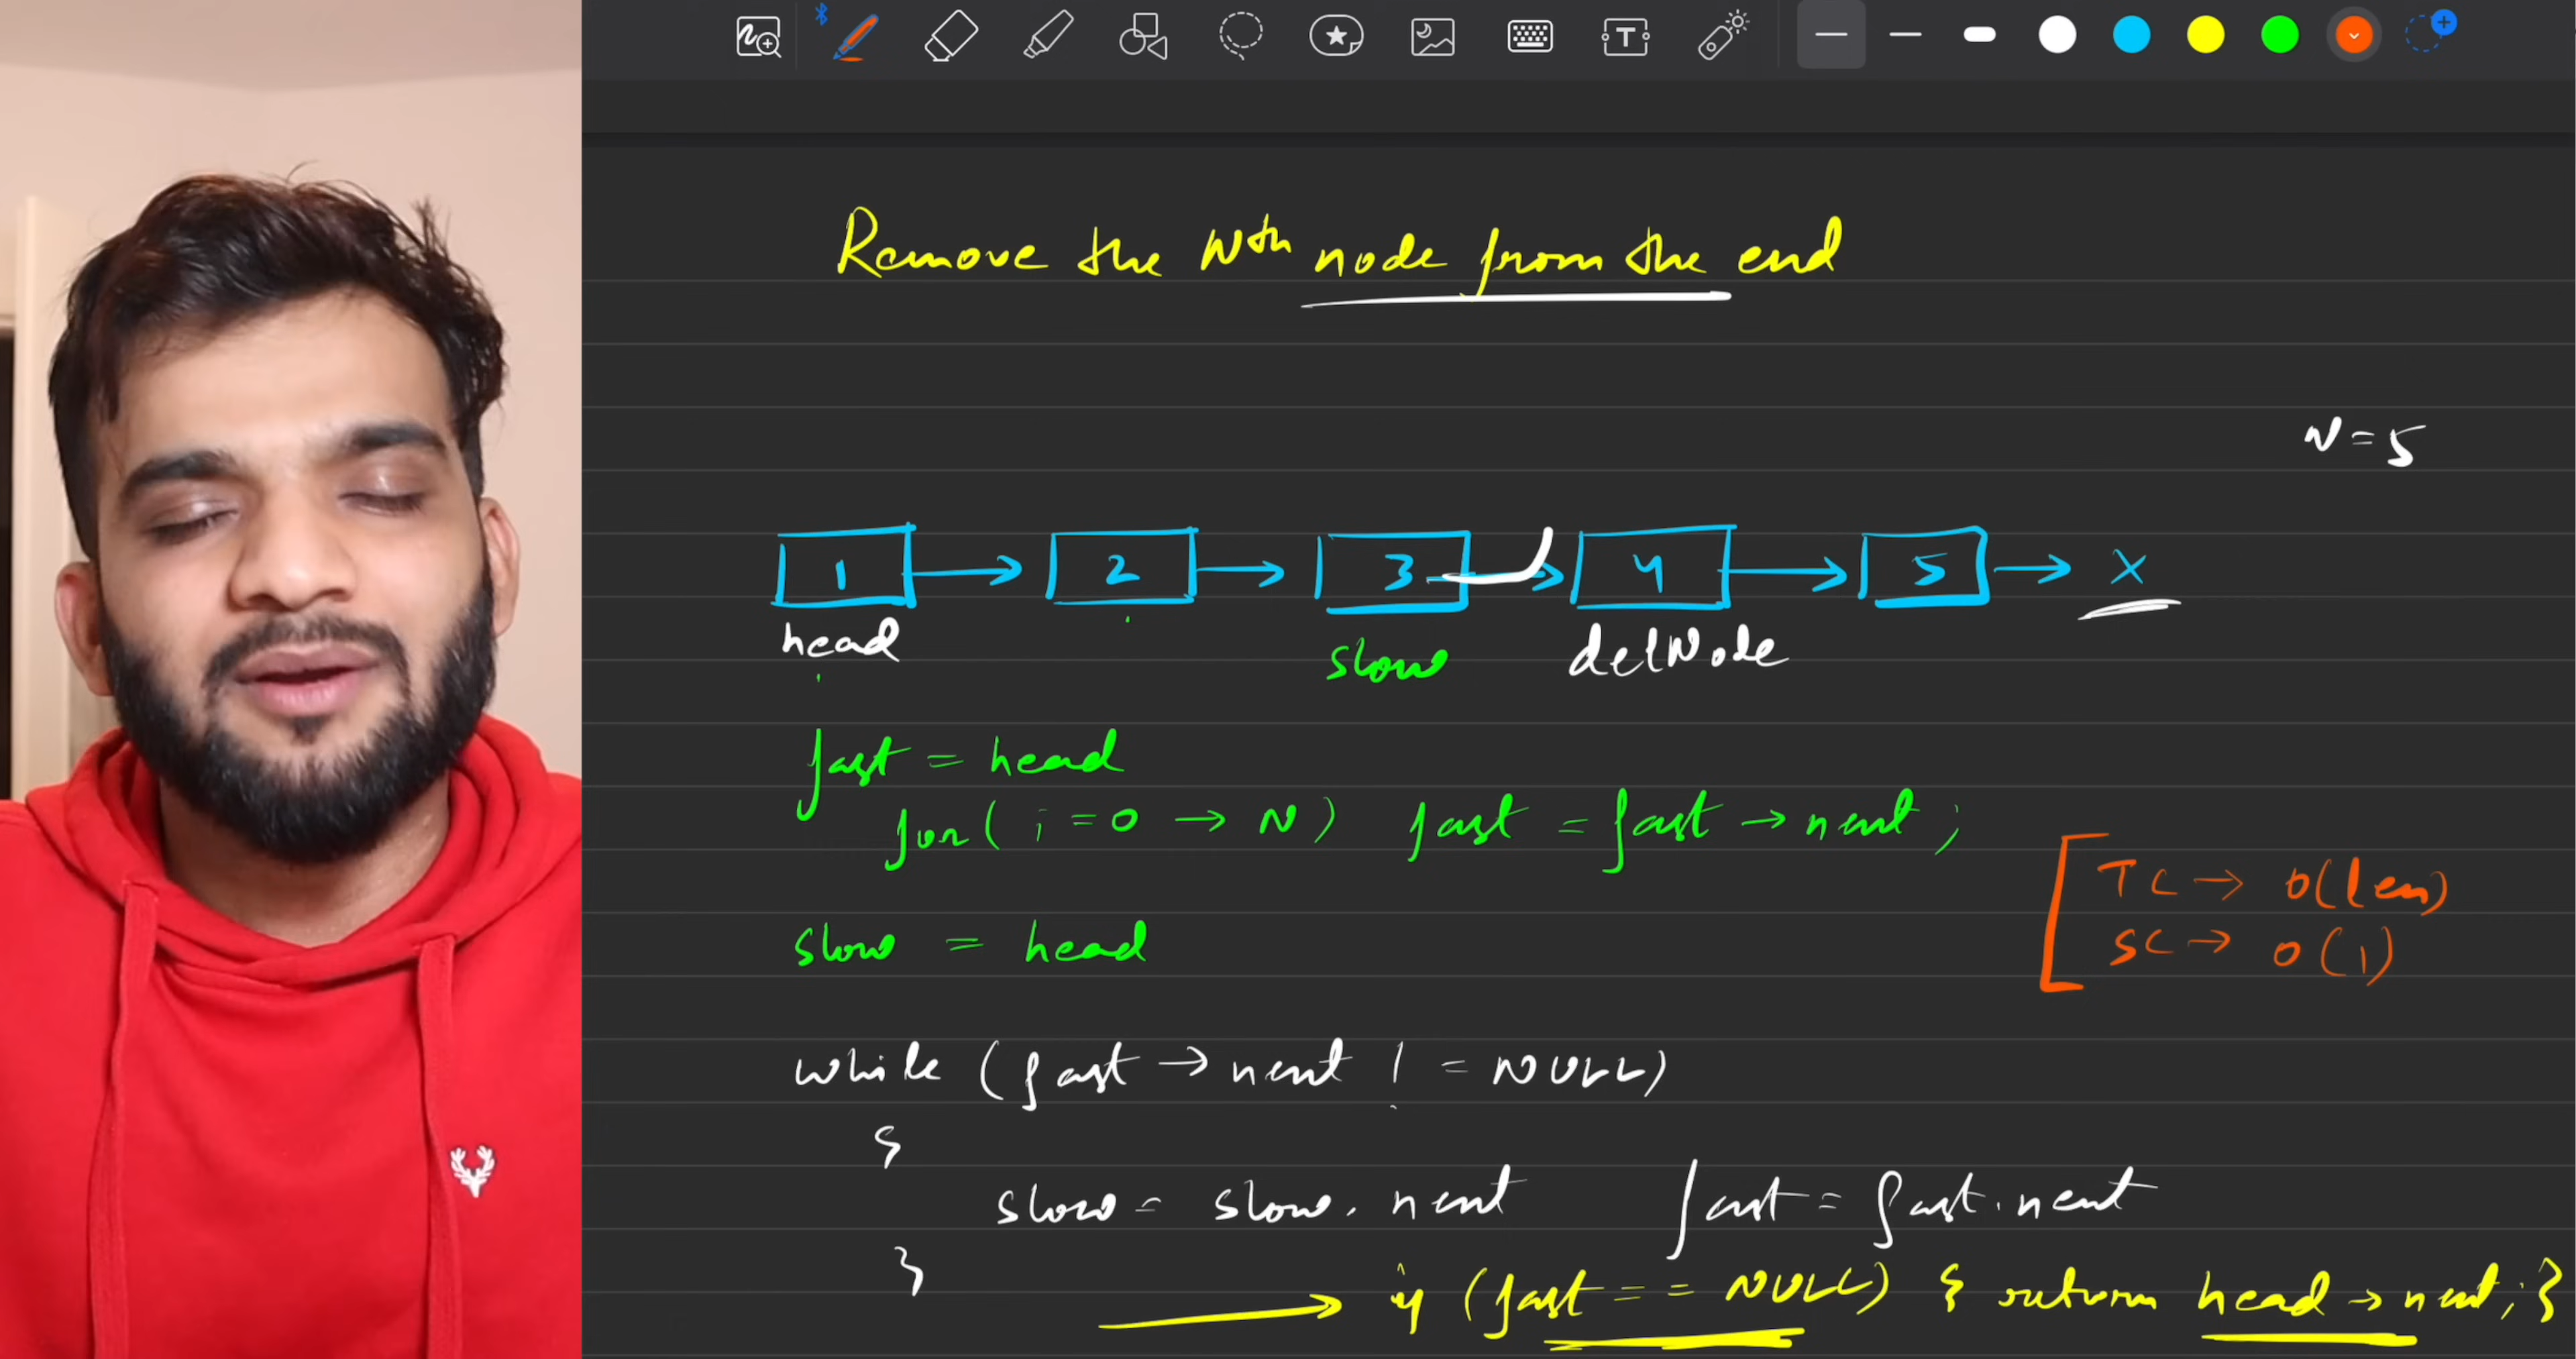 Remove the Nth node from the end
N = 5
1 → 2 → 3 → 4 → 5 → X
head slow delNode
fast = head
for( i = 0 → N) fast = fast → next ;
TC → O(len)
SC → O(1)
slow = head
while (fast → next != NULL)
{
slow = slow. next fast = fast. next
}
→ if (fast == NULL) { return head → next; }